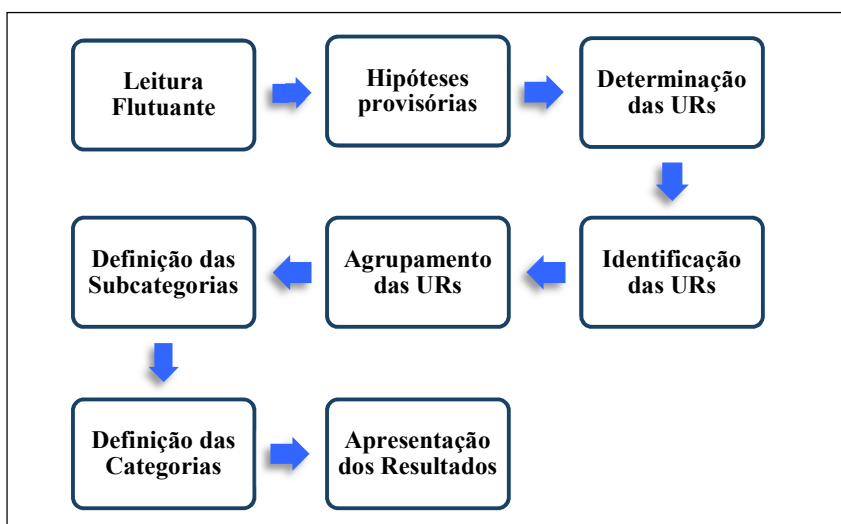 Leitura
Flutuante
Hipóteses
provisórias
Determinação
das URs
Identificação
das URs
Agrupamento
das URs
Definição das
Subcategorias
Definição das
Categorias
Apresentação
dos Resultados